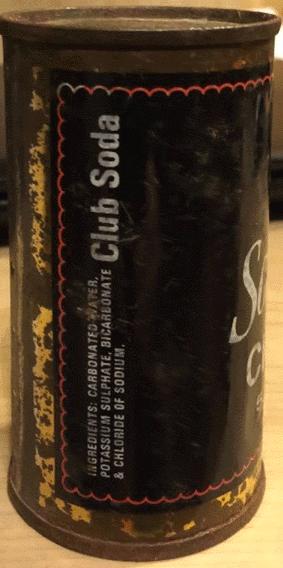 Club Soda
INGREDIENTS: CARBONATED WATER,
POTASSIUM SULPHATE, BICARBONATE
& CHLORIDE OF SODIUM.